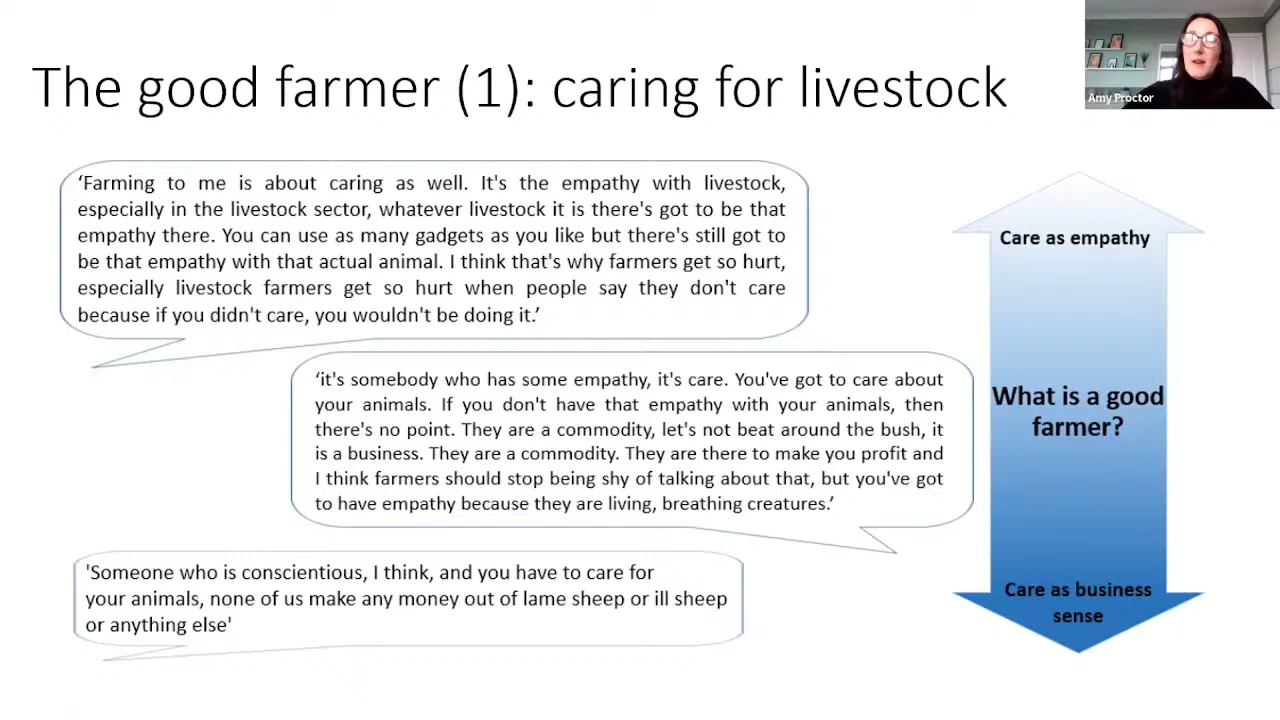 The good farmer (1): caring for livestock
Amy Proctor
‘Farming to me is about caring as well. It's the empathy with livestock,
especially in the livestock sector, whatever livestock it is there's got to be that
empathy there. You can use as many gadgets as you like but there's still got to
be that empathy with that actual animal. I think that's why farmers get so hurt,
especially livestock farmers get so hurt when people say they don't care
because if you didn't care, you wouldn't be doing it.’
‘it's somebody who has some empathy, it's care. You've got to care about
your animals. If you don't have that empathy with your animals, then
there's no point. They are a commodity, let's not beat around the bush, it
is a business. They are a commodity. They are there to make you profit and
I think farmers should stop being shy of talking about that, but you've got
to have empathy because they are living, breathing creatures.’
'Someone who is conscientious, I think, and you have to care for
your animals, none of us make any money out of lame sheep or ill sheep
or anything else'
Care as empathy
What is a good
farmer?
Care as business
sense